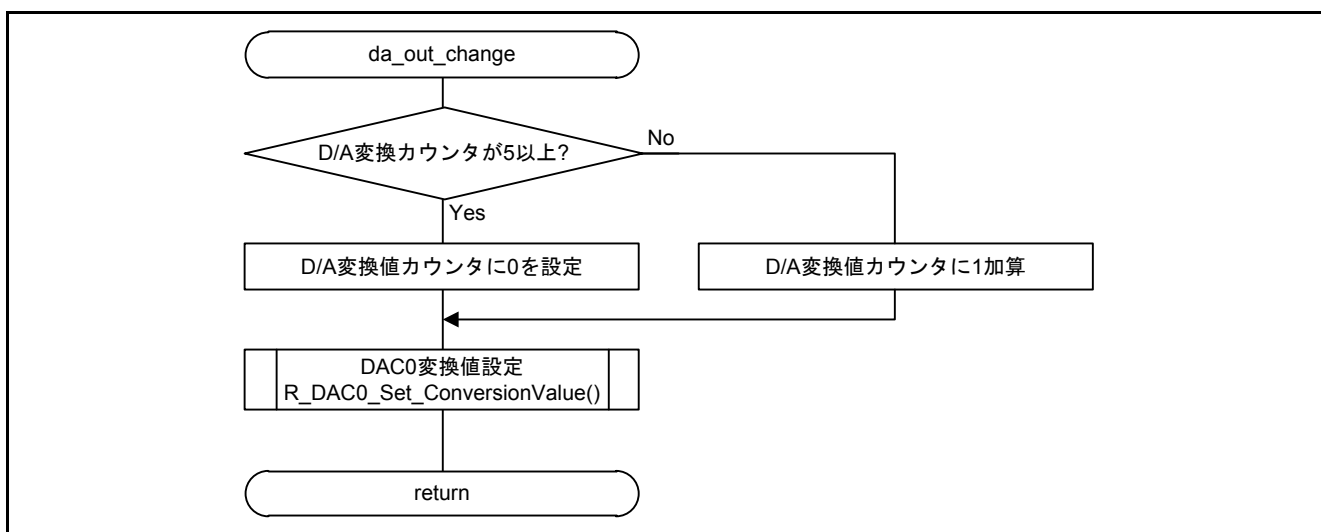 da_out_change
D/A変換カウンタが5以上?
No
Yes
D/A変換値カウンタに0を設定
D/A変換値カウンタに1加算
DAC0変換値設定
R_DAC0_Set_ConversionValue()
return